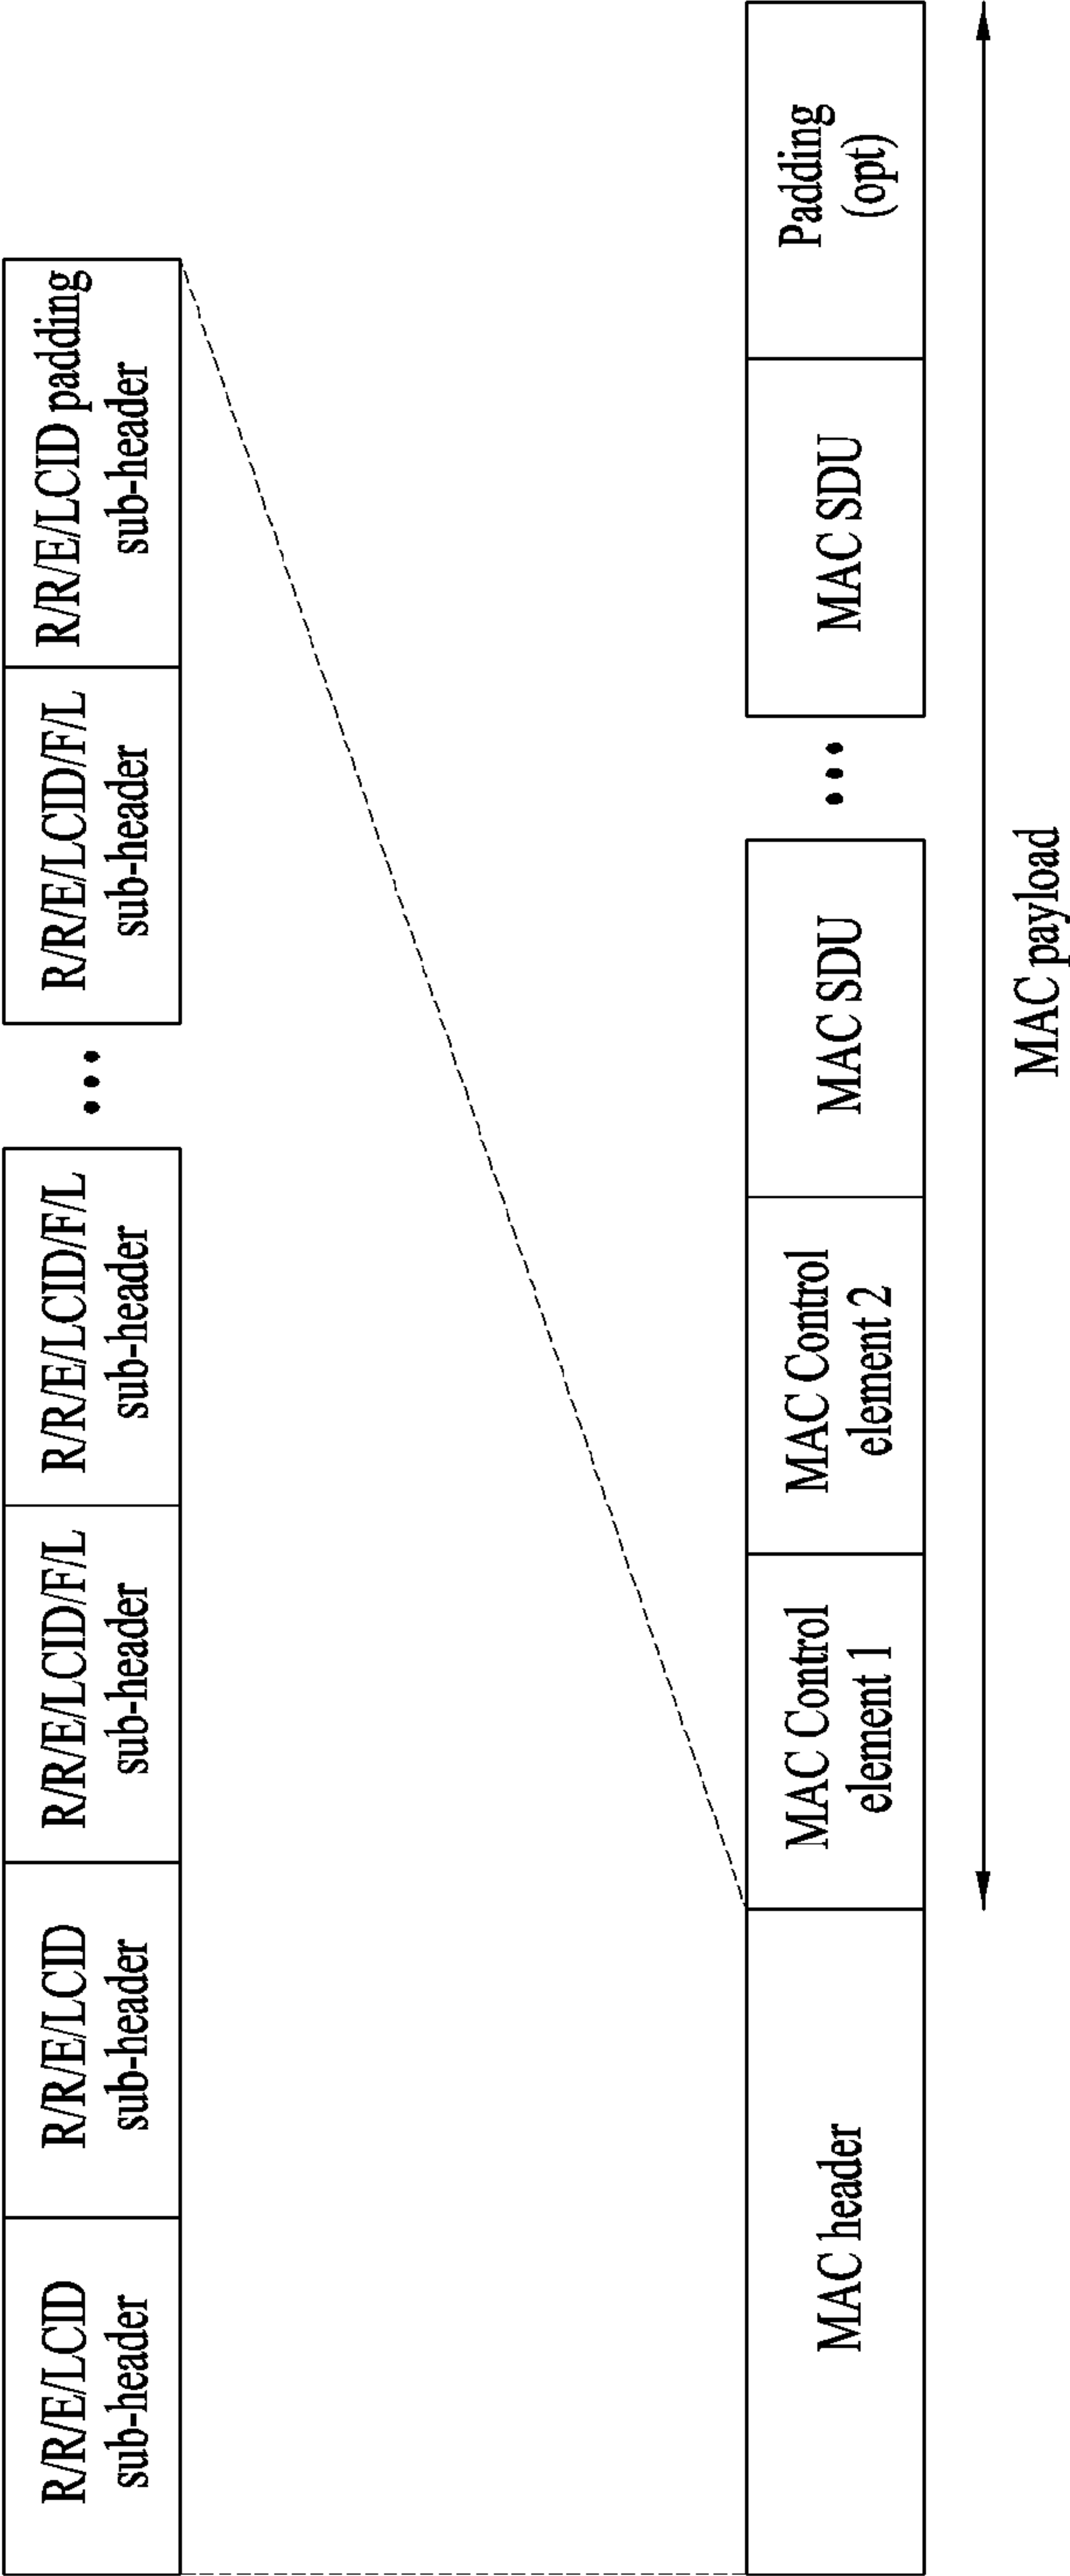 R/R/E/LCID
sub-header
R/R/E/LCID
sub-header
R/R/E/LCID/F/L
sub-header
R/R/E/LCID/F/L
sub-header
•••
R/R/E/LCID/F/L
sub-header
R/R/E/LCID padding
sub-header
MAC header
MAC Control
element 1
MAC Control
element 2
MAC SDU
•••
MAC SDU
Padding
(opt)
MAC payload